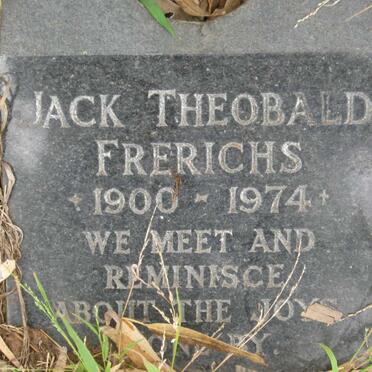 JACK THEOBALD
FRERICHS
+ 1900 - 1974 +
WE MEET AND
REMINISCE
ABOUT THE JOYS